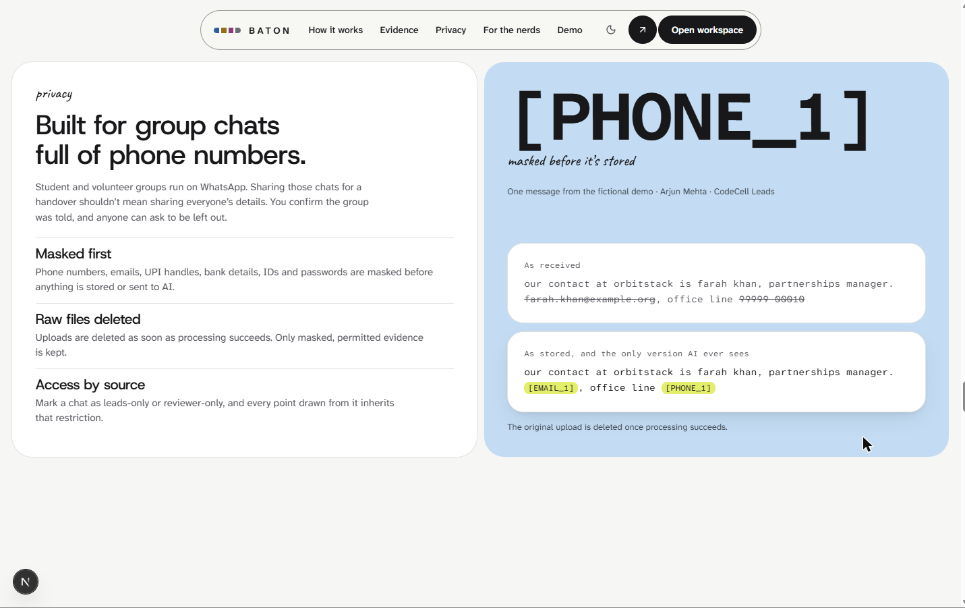 BATON How it works Evidence Privacy For the nerds Demo Open workspace
privacy
Built for group chats
full of phone numbers.
Student and volunteer groups run on WhatsApp. Sharing those chats for a
handover shouldn't mean sharing everyone's details. You confirm the group
was told, and anyone can ask to be left out.
Masked first
Phone numbers, emails, UPI handles, bank details, IDs and passwords are masked before
anything is stored or sent to AI.
Raw files deleted
Uploads are deleted as soon as processing succeeds. Only masked, permitted evidence
is kept.
Access by source
Mark a chat as leads-only or reviewer-only, and every point drawn from it inherits
that restriction.
[PHONE_1]
masked before it's stored
One message from the fictional demo · Arjun Mehta · CodeCell Leads
As received
our contact at orbitstack is farah khan, partnerships manager.
farah.khan@example.org, office line 99999 00010
As stored, and the only version AI ever sees
our contact at orbitstack is farah khan, partnerships manager.
[EMAIL_1], office line [PHONE_1]
The original upload is deleted once processing succeeds.
N